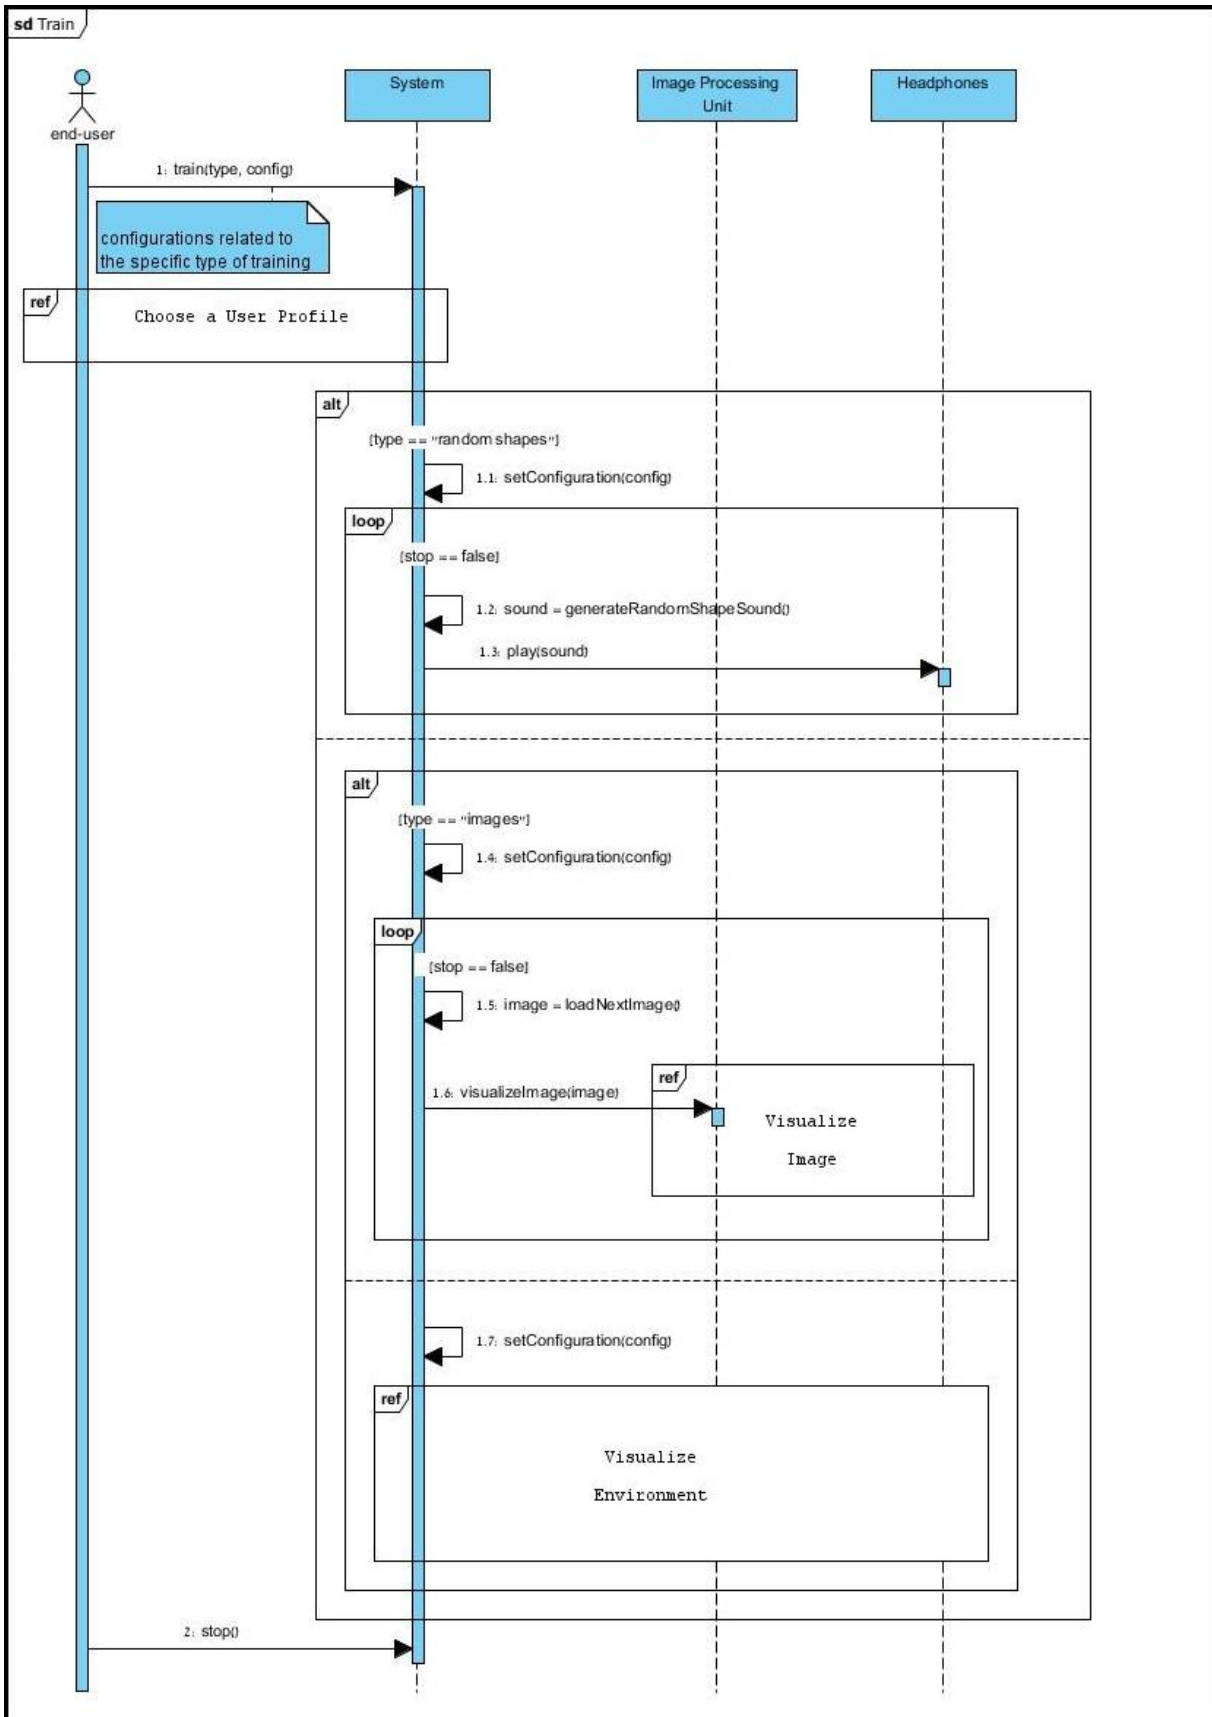 sd Train
end-user
System
Image Processing
Unit
Headphones
1: train(type, config)
configurations related to
the specific type of training
ref
Choose a User Profile
alt
[type == "random shapes"]
1.1: setConfiguration(config)
loop
[stop == false]
1.2: sound = generateRandomShapeSound()
1.3: play(sound)
alt
[type == "images"]
1.4: setConfiguration(config)
loop
[stop == false]
1.5: image = loadNextImage()
ref
1.6: visualizeImage(image)
Visualize
Image
1.7: setConfiguration(config)
ref
Visualize
Environment
2: stop()